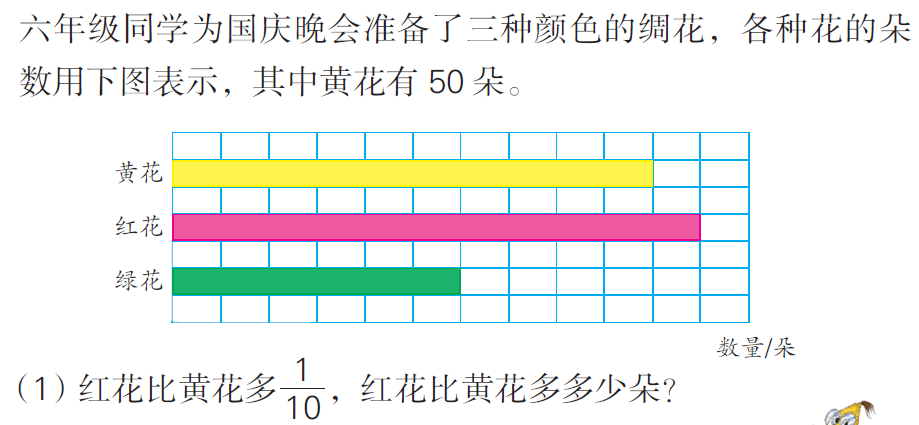 六年级同学为国庆晚会准备了三种颜色的绸花，各种花的朵
数用下图表示，其中黄花有 50 朵。
黄花
红花
绿花
数量/朵
（1）红花比黄花多1/10，红花比黄花多多少朵？